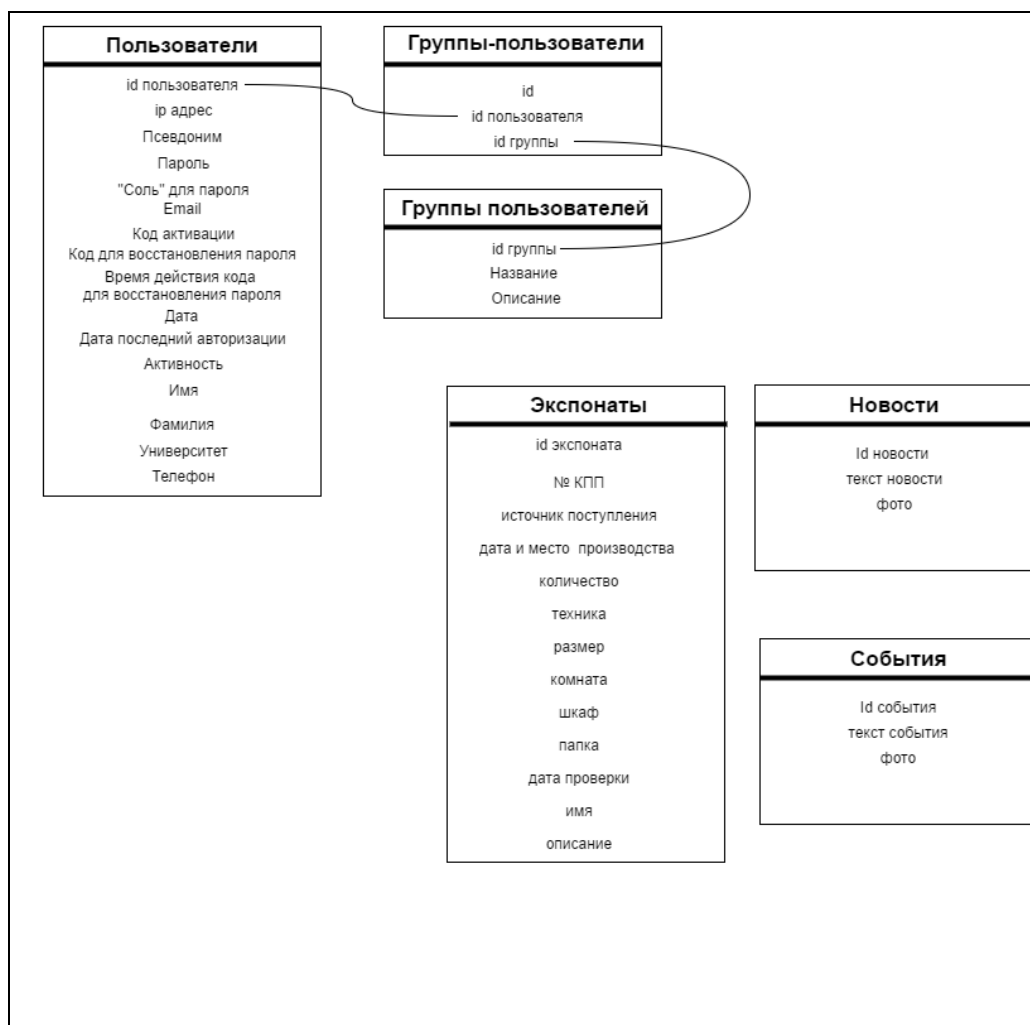 Пользователи
id пользователя
ip адрес
Псевдоним
Пароль
"Соль" для пароля
Email
Код активации
Код для восстановления пароля
Время действия кода
для восстановления пароля
Дата
Дата последний авторизации
Активность
Имя
Фамилия
Университет
Телефон
Группы-пользователи
id
id пользователя
id группы
Группы пользователей
id группы
Название
Описание
Экспонаты
id экспоната
№ КПП
источник поступления
дата и место производства
количество
техника
размер
комната
шкаф
папка
дата проверки
имя
описание
Новости
Id новости
текст новости
фото
События
Id события
текст события
фото